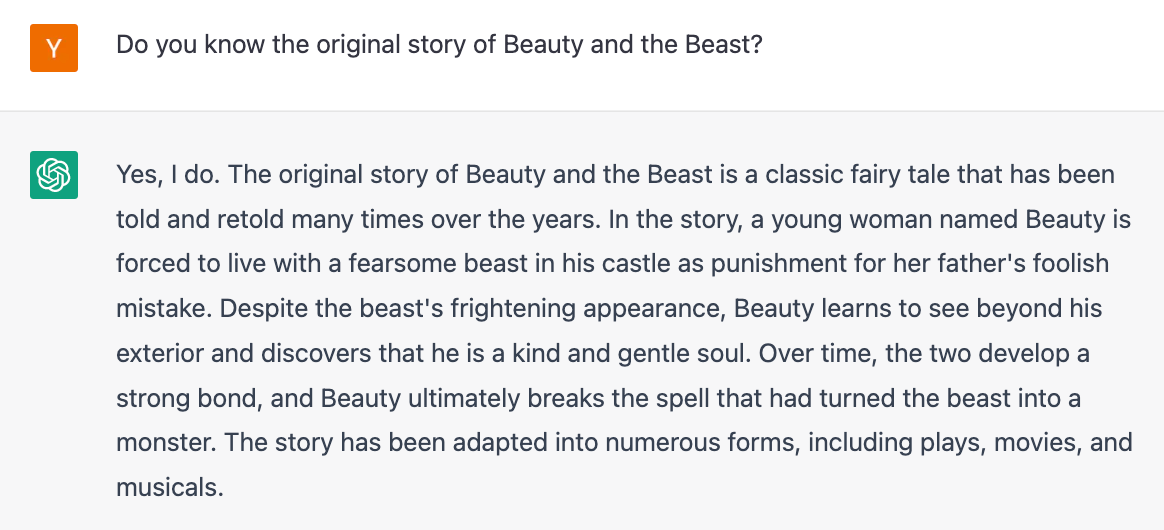 Y
Do you know the original story of Beauty and the Beast?
Yes, I do. The original story of Beauty and the Beast is a classic fairy tale that has been
told and retold many times over the years. In the story, a young woman named Beauty is
forced to live with a fearsome beast in his castle as punishment for her father's foolish
mistake. Despite the beast's frightening appearance, Beauty learns to see beyond his
exterior and discovers that he is a kind and gentle soul. Over time, the two develop a
strong bond, and Beauty ultimately breaks the spell that had turned the beast into a
monster. The story has been adapted into numerous forms, including plays, movies, and
musicals.